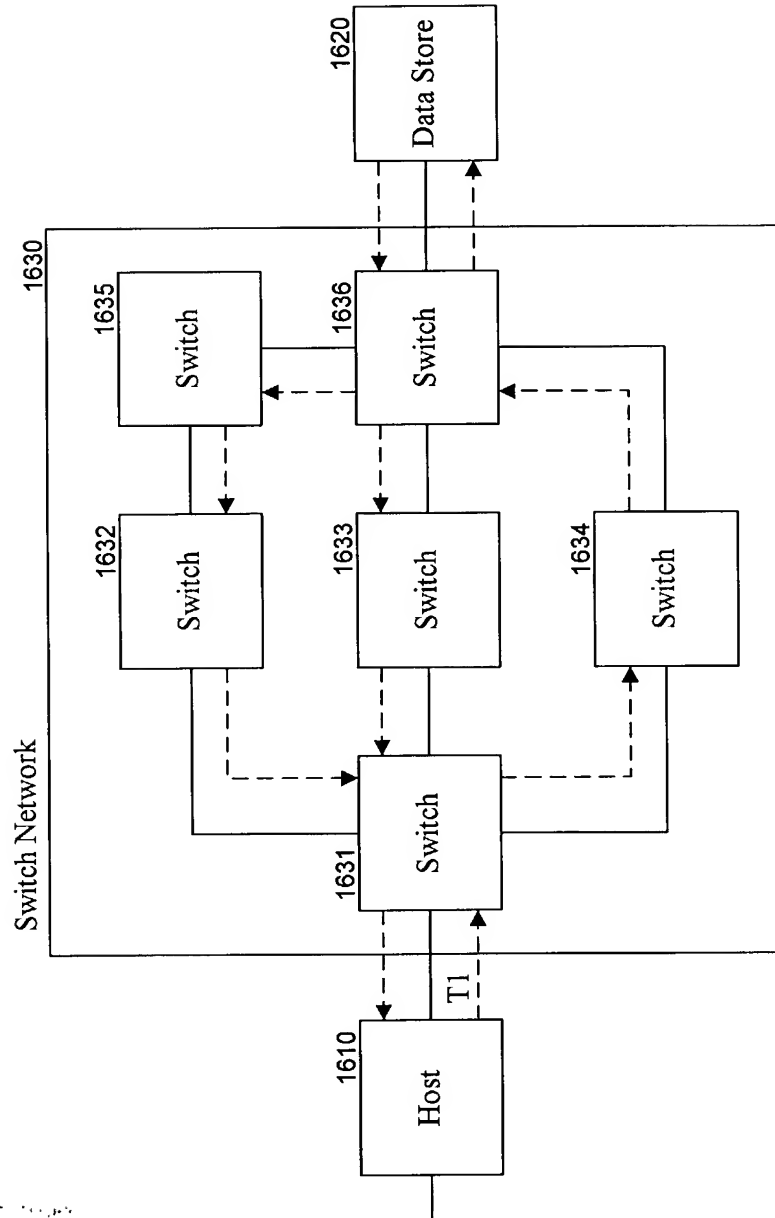 Switch Network
1630
1635
Switch
1632
Switch
1620
Data Store
1636
Switch
1633
Switch
1631
Switch
1610
Host
T1
1634
Switch